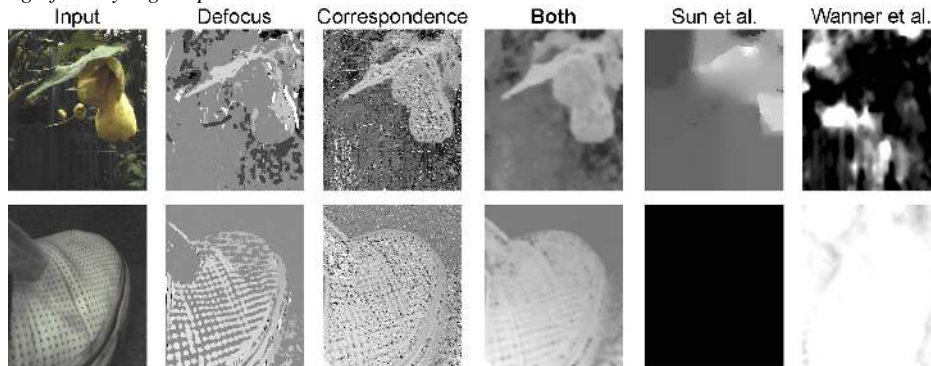 Input Defocus Correspondence Both Sun et al. Wanner et al.